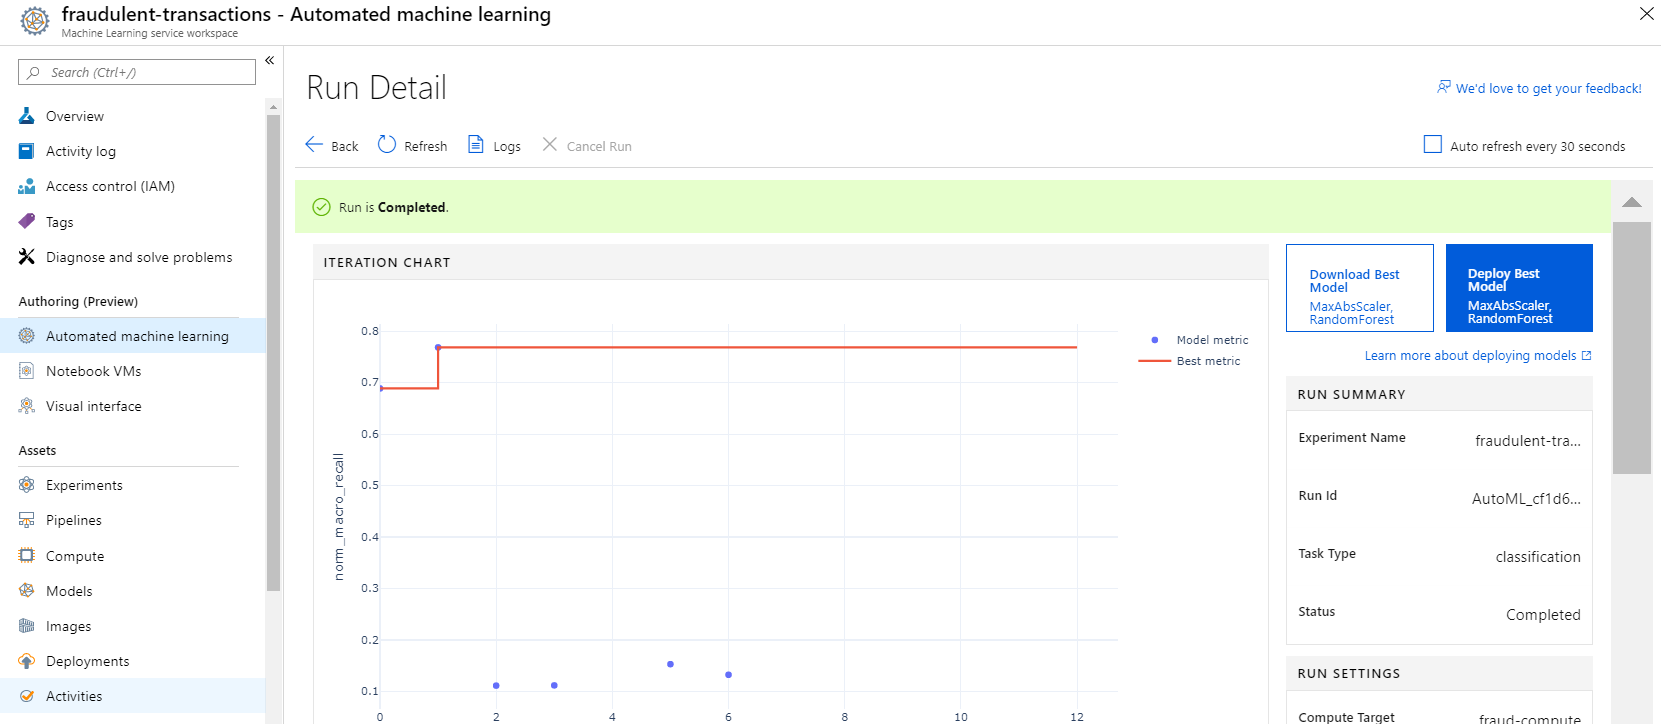 fraudulent-transactions - Automated machine learning
Machine Learning service workspace
Search (Ctrl+/)
«
Overview
Activity log
Access control (IAM)
Tags
Diagnose and solve problems
Authoring (Preview)
Automated machine learning
Notebook VMs
Visual interface
Assets
Experiments
Pipelines
Compute
Models
Images
Deployments
Activities
Run Detail
We'd love to get your feedback!
Back
Refresh
Logs
Cancel Run
Auto refresh every 30 seconds
Run is Completed.
ITERATION CHART
norm_macro_recall
0.8
0.7
0.6
0.5
0.4
0.3
0.2
0.1
0 2 4 6 8 10 12
Model metric
Best metric
Download Best
Model
MaxAbsScaler,
RandomForest
Deploy Best
Model
MaxAbsScaler,
RandomForest
Learn more about deploying models
RUN SUMMARY
Experiment Name fraudulent-tra...
Run Id AutoML_cf1d6...
Task Type classification
Status Completed
RUN SETTINGS
Compute Target fraud-compute